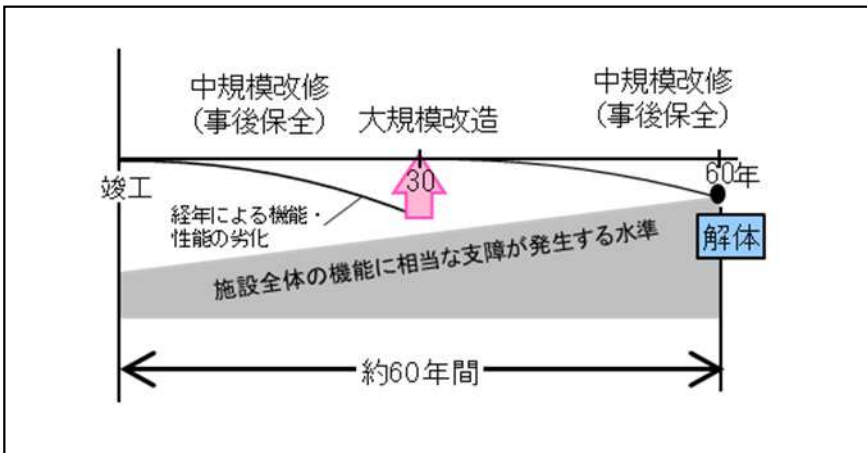 中規模改修
（事後保全）
大規模改造
中規模改修
（事後保全）
竣工
30
60年
経年による機能・
性能の劣化
解体
施設全体の機能に相当な支障が発生する水準
約60年間